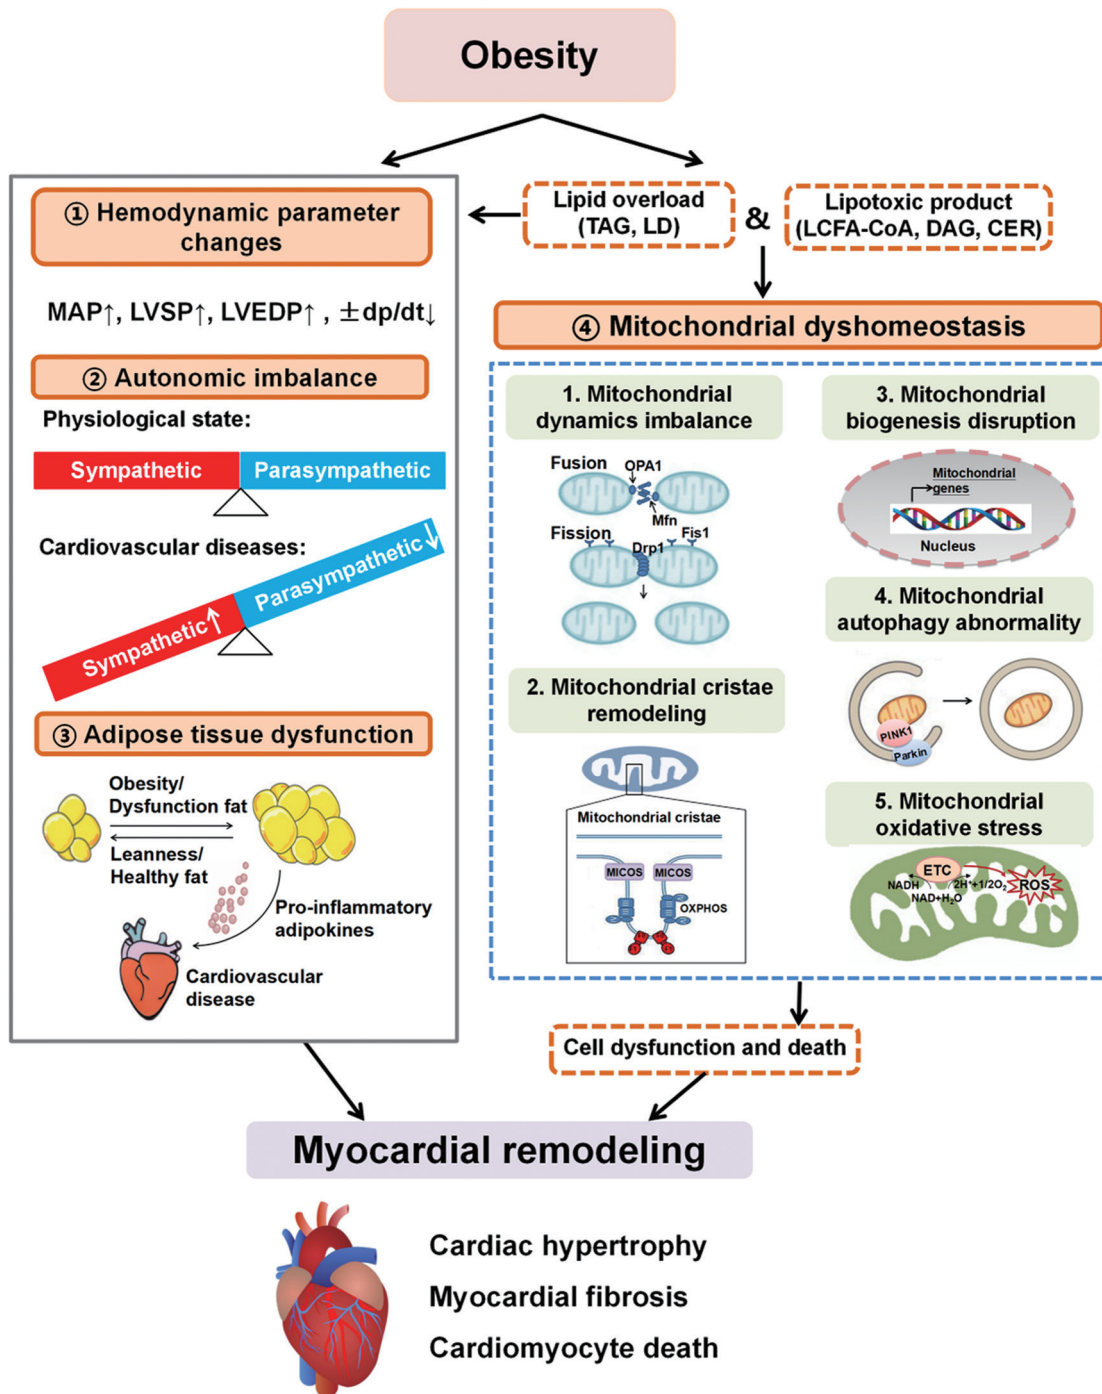 Obesity
① Hemodynamic parameter
changes
MAP↑, LVSP↑, LVEDP↑ , ±dp/dt↓
② Autonomic imbalance
Physiological state:
Sympathetic
Parasympathetic
Cardiovascular diseases:
Sympathetic↑
Parasympathetic↓
③ Adipose tissue dysfunction
Obesity/
Dysfunction fat
Leanness/
Healthy fat
Pro-inflammatory
adipokines
Cardiovascular
disease
Lipid overload
(TAG, LD)
&
Lipotoxic product
(LCFA-CoA, DAG, CER)
④ Mitochondrial dyshomeostasis
1. Mitochondrial
dynamics imbalance
Fusion
OPA1
Mfn
Fission
Drp1
Fis1
2. Mitochondrial cristae
remodeling
Mitochondrial cristae
MICOS
MICOS
OXPHOS
3. Mitochondrial
biogenesis disruption
Mitochondrial
genes
Nucleus
4. Mitochondrial
autophagy abnormality
PINK1
Parkin
5. Mitochondrial
oxidative stress
ETC
NADH
2H⁺+1/2O₂
NAD+H₂O
ROS
Cell dysfunction and death
Myocardial remodeling
Cardiac hypertrophy
Myocardial fibrosis
Cardiomyocyte death